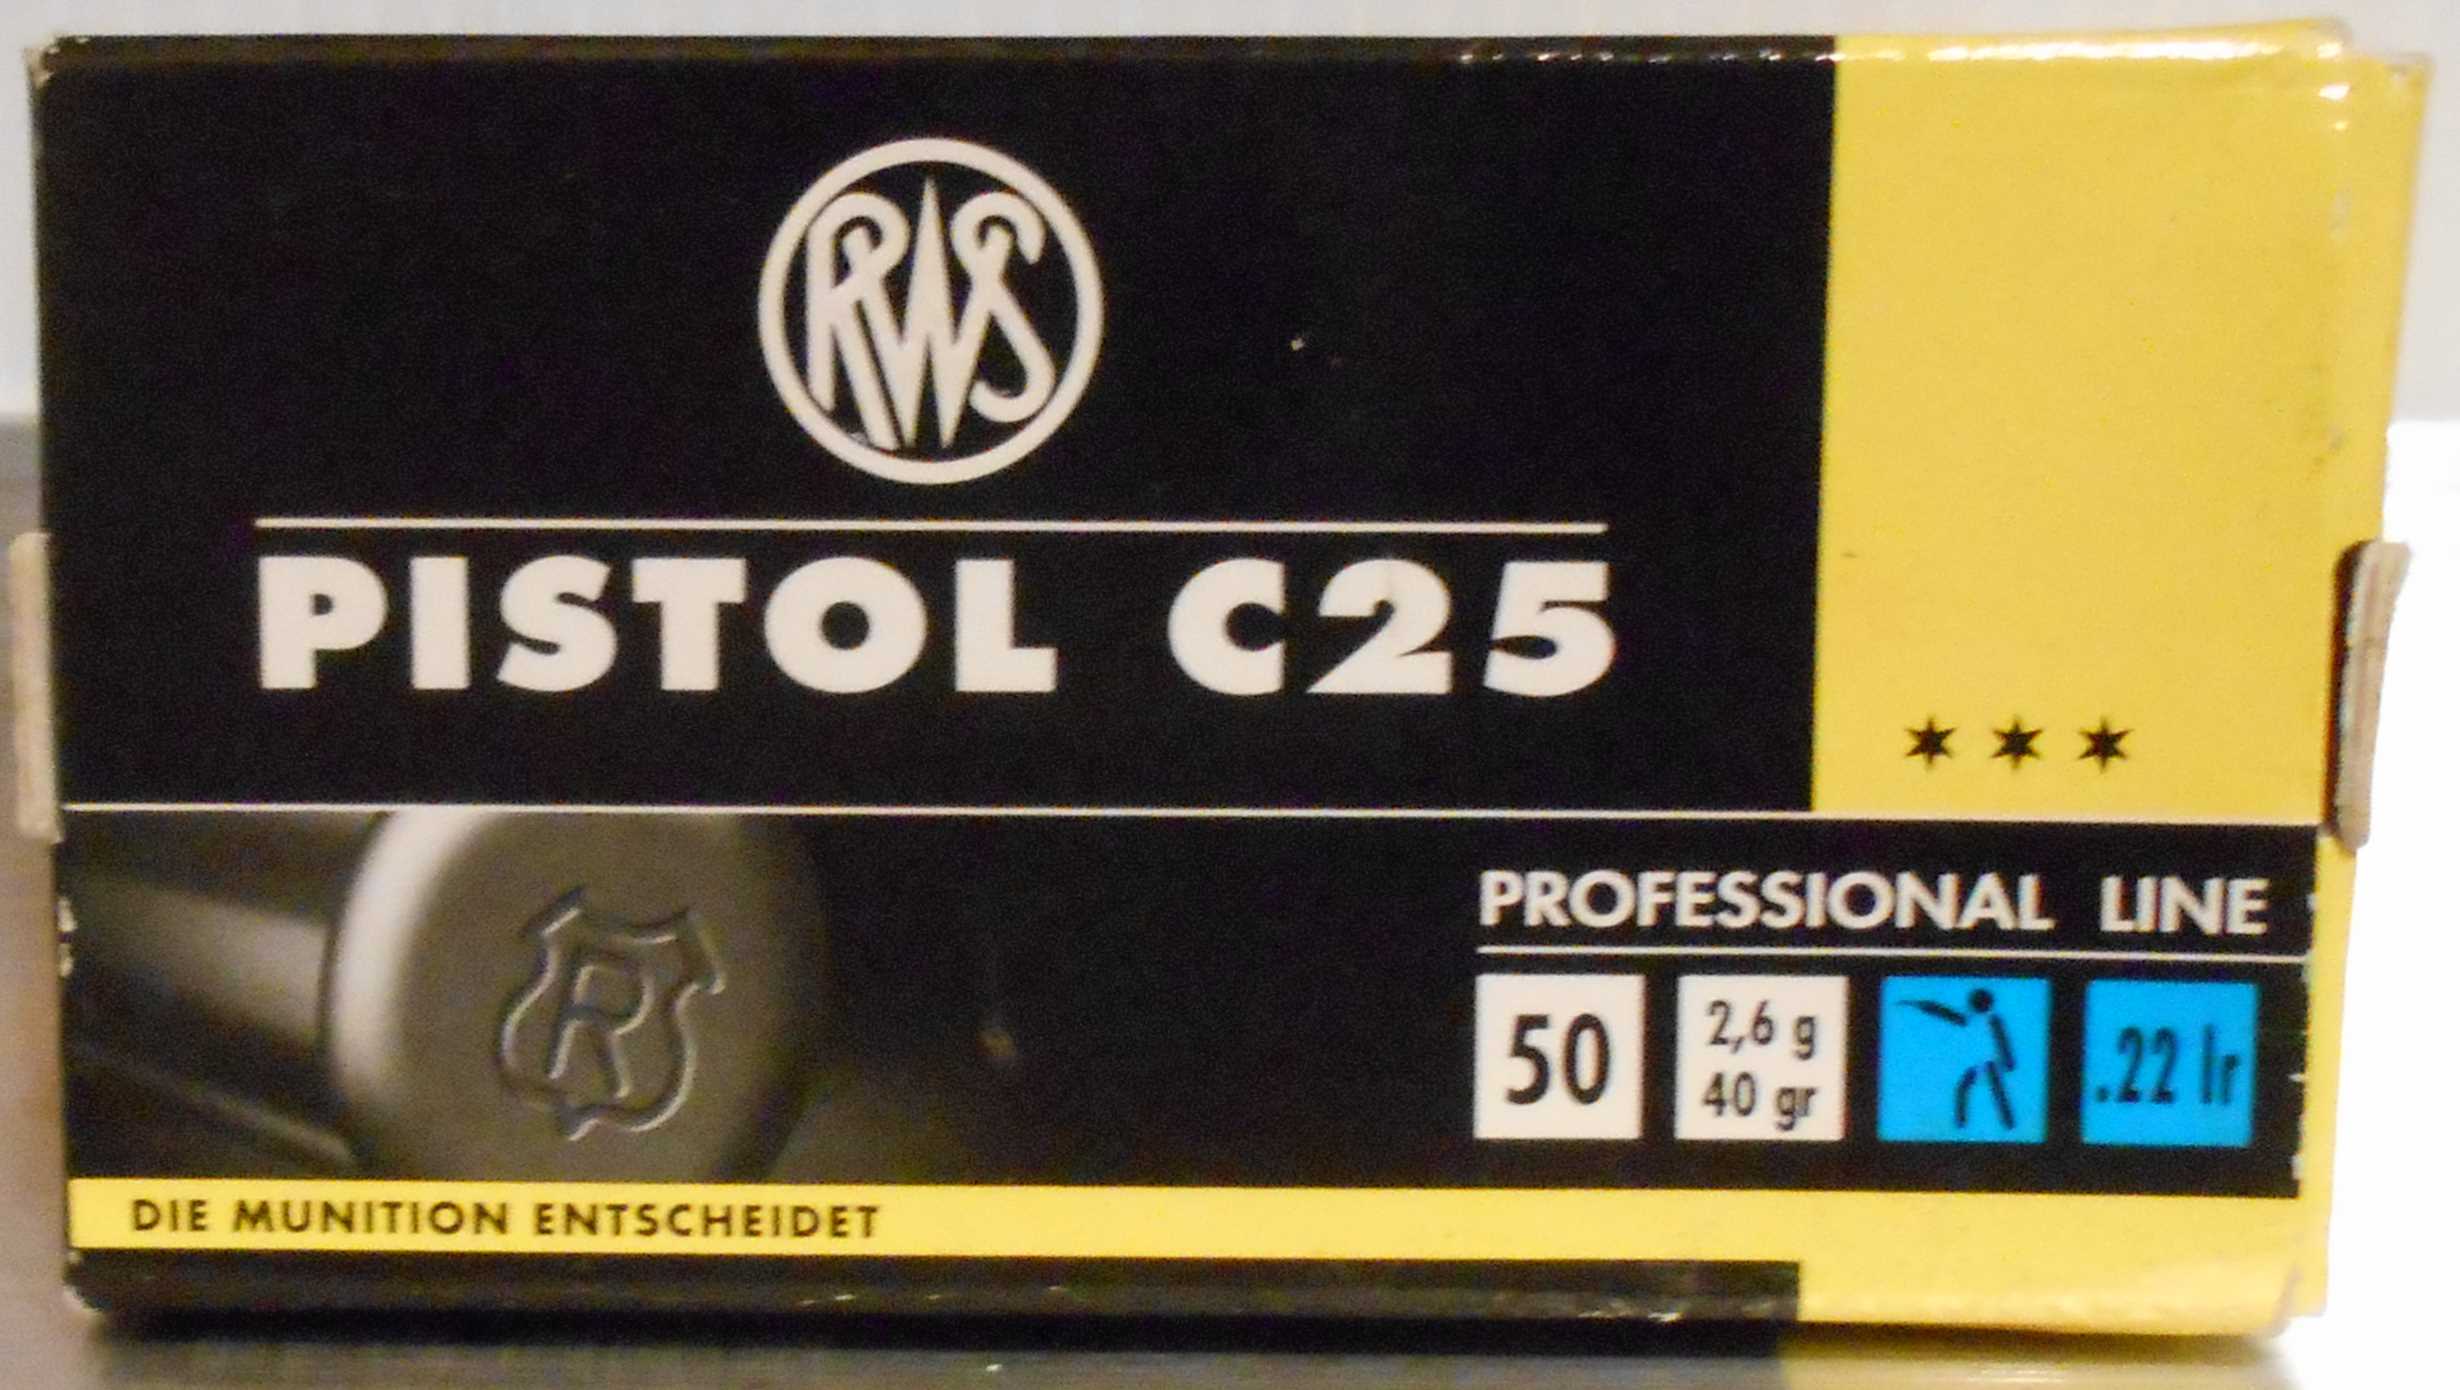 RWS
PISTOL C25
PROFESSIONAL LINE
R
50
2,6 g
40 gr
.22 lr
DIE MUNITION ENTSCHEIDET